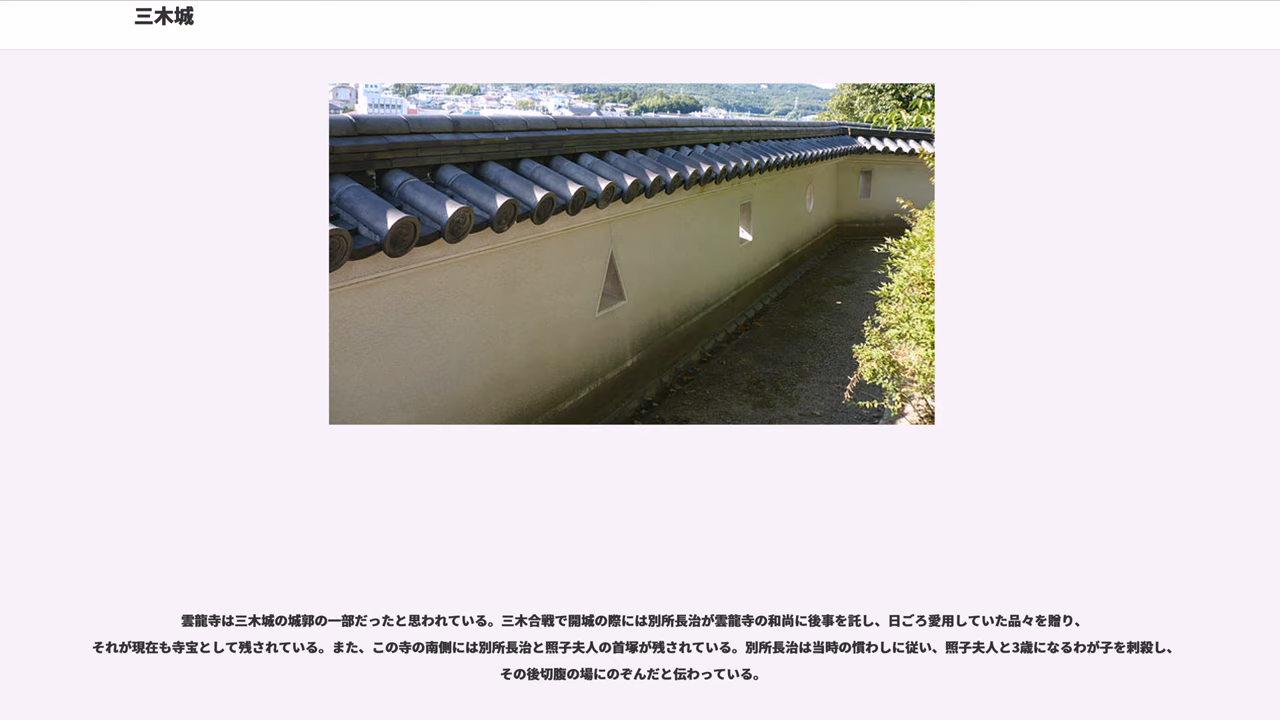 三木城
雲龍寺は三木城の城郭の一部だったと思われている。三木合戦で開城の際には別所長治が雲龍寺の和尚に後事を託し、日ごろ愛用していた品々を贈り、
それが現在も寺宝として残されている。また、この寺の南側には別所長治と照子夫人の首塚が残されている。別所長治は当時の慣わしに従い、照子夫人と3歳になるわが子を刺殺し、
その後切腹の場にのぞんだと伝わっている。